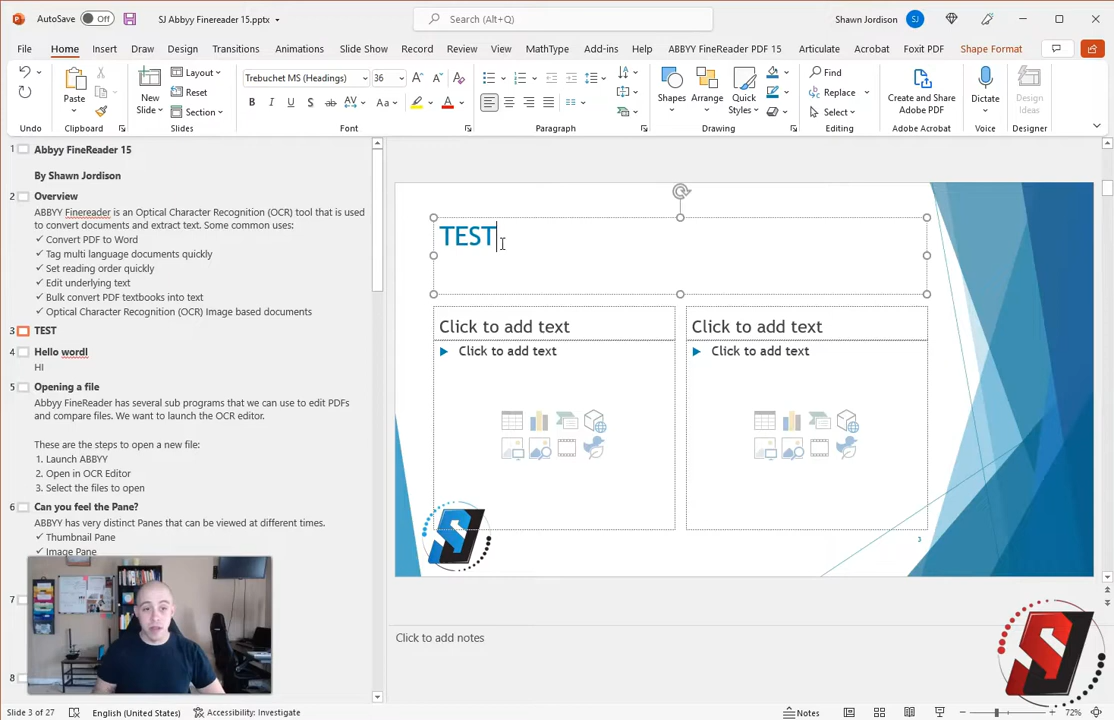 AutoSave Off SJ Abbyy Finereader 15.pptx Search (Alt+Q) Shawn Jordison SJ
File Home Insert Draw Design Transitions Animations Slide Show Record Review View MathType Add-ins Help ABBYY FineReader PDF 15 Articulate Acrobat Foxit PDF Shape Format
Paste
New
Slide
Layout
Reset
Section
Trebuchet MS (Headings) 36
B I U S ab AV Aa A
Shapes
Arrange
Quick
Styles
Find
Replace
Select
Create and Share
Adobe PDF
Dictate
Design
Ideas
Undo Clipboard Slides Font Paragraph Drawing Editing Adobe Acrobat Voice Designer
1 Abbyy FineReader 15
By Shawn Jordison
2 Overview
ABBYY Finereader is an Optical Character Recognition (OCR) tool that is used
to convert documents and extract text. Some common uses:
✓ Convert PDF to Word
✓ Tag multi language documents quickly
✓ Set reading order quickly
✓ Edit underlying text
✓ Bulk convert PDF textbooks into text
✓ Optical Character Recognition (OCR) Image based documents
3 TEST
4 Hello wordl
HI
5 Opening a file
Abbyy FineReader has several sub programs that we can use to edit PDFs
and compare files. We want to launch the OCR editor.
These are the steps to open a new file:
1. Launch ABBYY
2. Open in OCR Editor
3. Select the files to open
6 Can you feel the Pane?
ABBYY has very distinct Panes that can be viewed at different times.
✓ Thumbnail Pane
✓ Image Pane
7
8
TEST
Click to add text
Click to add text
Click to add text
Click to add text
3
Click to add notes
Slide 3 of 27 English (United States) Accessibility: Investigate Notes 72%